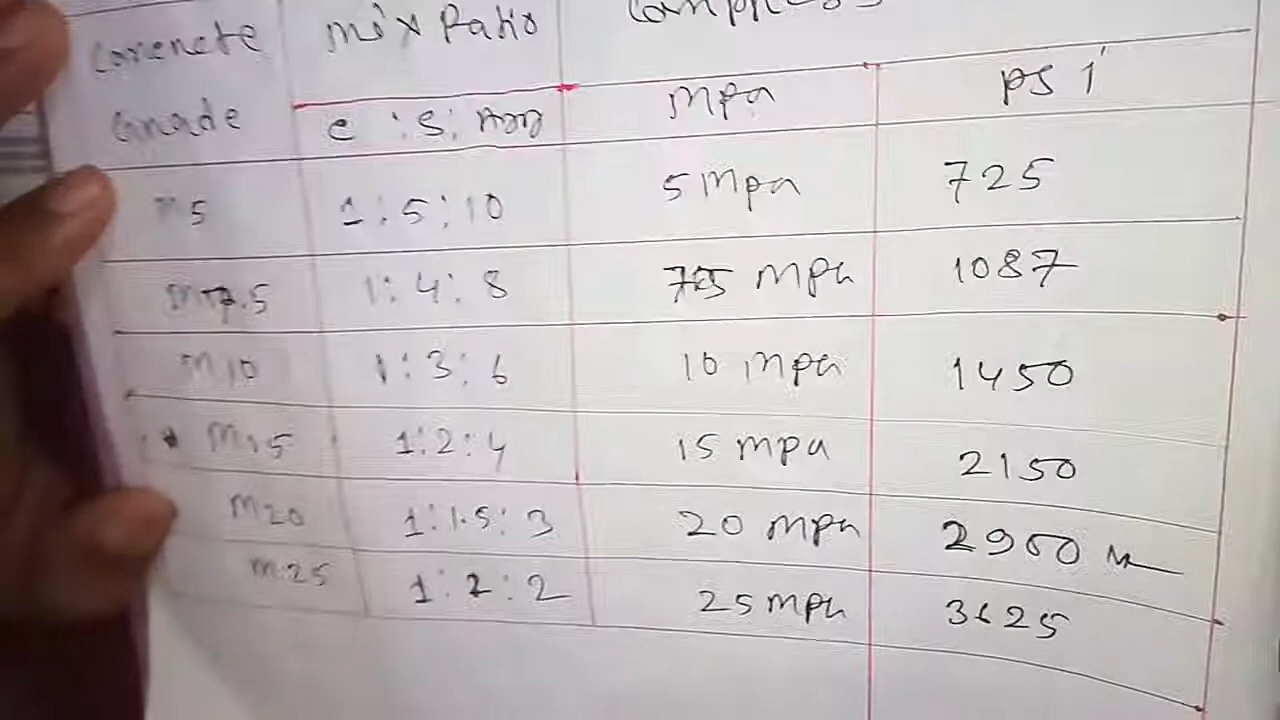 Concrete mix Ratio
Grade C : S : Agg mpa psi
M5 1:5:10 5 mpa 725
M7.5 1:4:8 7.5 mpa 1087
M10 1:3:6 10 mpa 1450
M15 1:2:4 15 mpa 2150
M20 1:1.5:3 20 mpa 2900
M25 1:1:2 25 mpa 3625